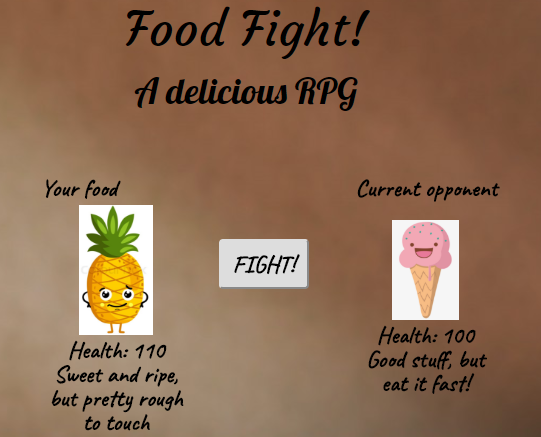 Food Fight!
A delicious RPG
Your food
Current opponent
FIGHT!
Health: 110
Sweet and ripe,
but pretty rough
to touch
Health: 100
Good stuff, but
eat it fast!